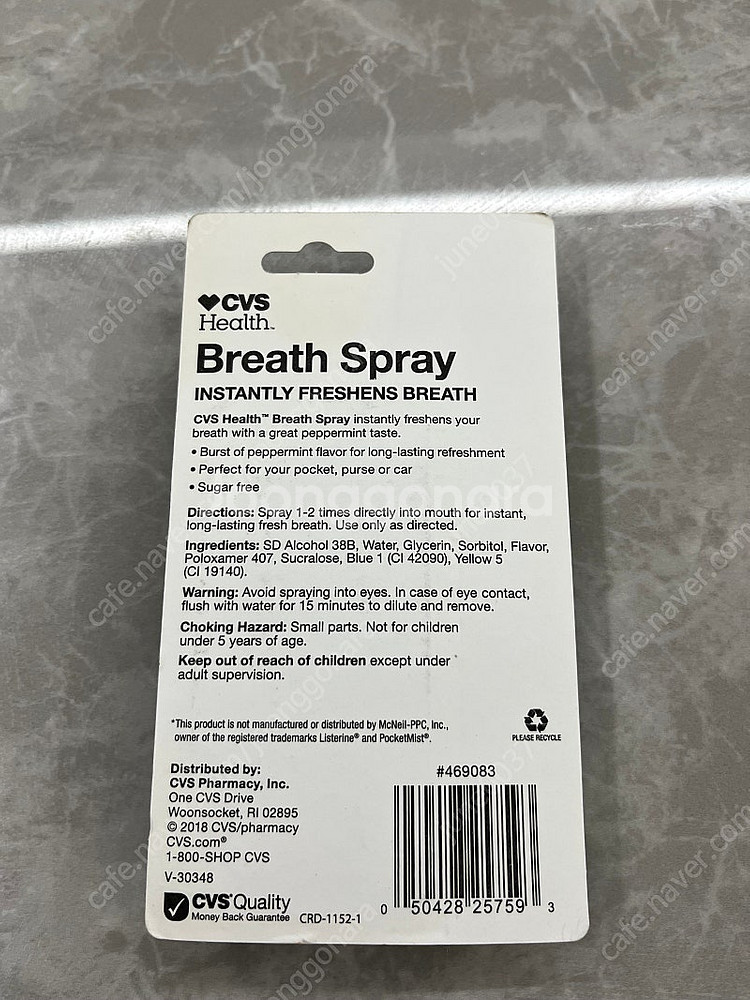 CVS
Health™
Breath Spray
INSTANTLY FRESHENS BREATH
CVS Health™ Breath Spray instantly freshens your
breath with a great peppermint taste.
• Burst of peppermint flavor for long-lasting refreshment
• Perfect for your pocket, purse or car
• Sugar free
Directions: Spray 1-2 times directly into mouth for instant,
long-lasting fresh breath. Use only as directed.
Ingredients: SD Alcohol 38B, Water, Glycerin, Sorbitol, Flavor,
Poloxamer 407, Sucralose, Blue 1 (CI 42090), Yellow 5
(CI 19140).
Warning: Avoid spraying into eyes. In case of eye contact,
flush with water for 15 minutes to dilute and remove.
Choking Hazard: Small parts. Not for children
under 5 years of age.
Keep out of reach of children except under
adult supervision.
*This product is not manufactured or distributed by McNeil-PPC, Inc.,
owner of the registered trademarks Listerine® and PocketMist®.
PLEASE RECYCLE
Distributed by:
CVS Pharmacy, Inc.
One CVS Drive
Woonsocket, RI 02895
© 2018 CVS/pharmacy
CVS.com®
1-800-SHOP CVS
V-30348
CVS Quality
Money Back Guarantee
CRD-1152-1
#469083
0 50428 25759 3
joonggonara
cafe.naver.com/joonggonara
june0037